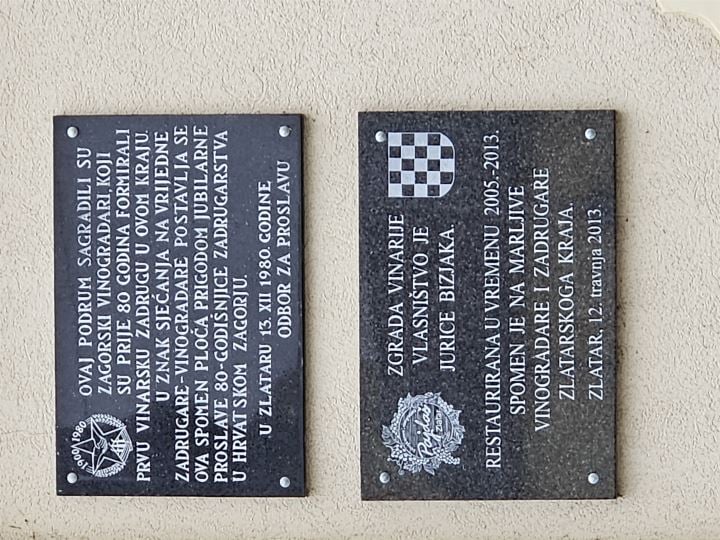 1900-1980
OVAJ PODRUM SAGRADILI SU
ZAGORSKI VINOGRADARI KOJI
SU PRIJE 80 GODINA FORMIRALI
PRVU VINARSKU ZADRUGU U OVOM KRAJU.
U ZNAK SJEĆANJA NA VRIJEDNE
ZADRUGARE-VINOGRADARE POSTAVLJA SE
OVA SPOMEN PLOČA PRIGODOM JUBILARNE
PROSLAVE 80-GODIŠNJICE ZADRUGARSTVA
U HRVATSKOM ZAGORJU.
U ZLATARU 13. XII 1980. GODINE
ODBOR ZA PROSLAVU
ZGRADA VINARIJE
VLASNIŠTVO JE
JURICE BIZJAKA.
RESTAURIRANA U VREMENU 2005.-2013.
SPOMEN JE NA MARLJIVE
VINOGRADARE I ZADRUGARE
ZLATARSKOGA KRAJA.
ZLATAR, 12. travnja 2013.